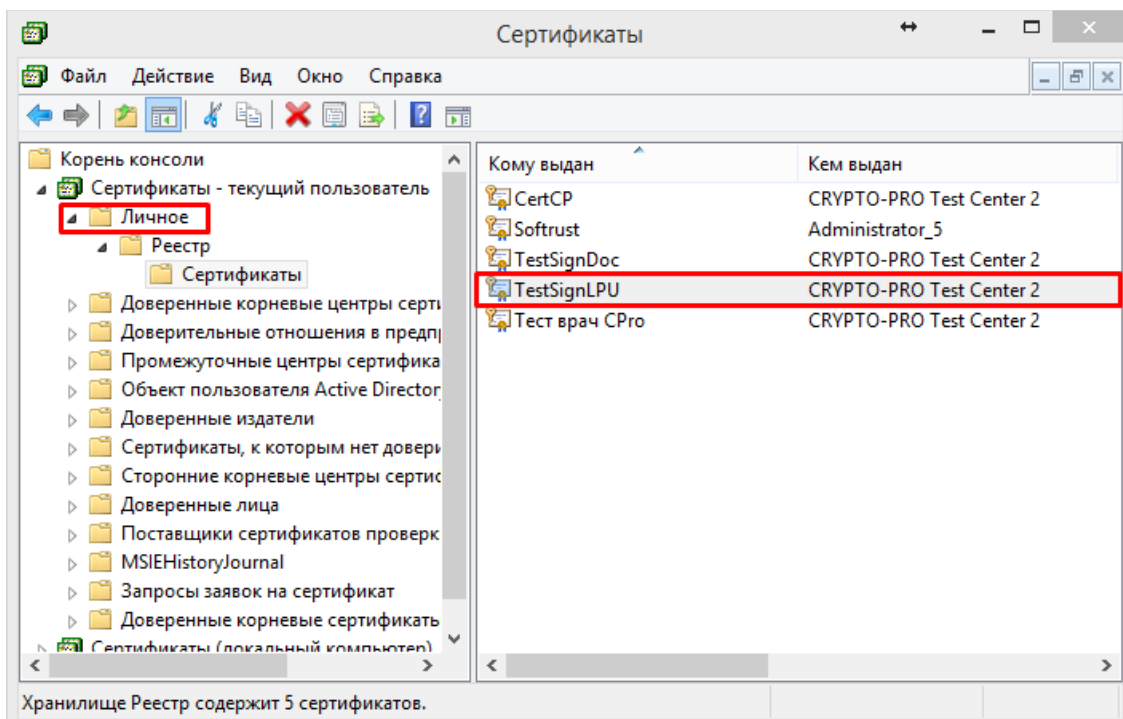 Сертификаты
Файл Действие Вид Окно Справка
Корень консоли
Сертификаты - текущий пользователь
Личное
Реестр
Сертификаты
Доверенные корневые центры серти
Доверительные отношения в предп
Промежуточные центры сертифика
Объект пользователя Active Director
Доверенные издатели
Сертификаты, к которым нет довери
Сторонние корневые центры сертис
Доверенные лица
Поставщики сертификатов проверк
MSIEHistoryJournal
Запросы заявок на сертификат
Доверенные корневые сертификать
Сертификаты (локальный компьютер)
Кому выдан Кем выдан
CertCP CRYPTO-PRO Test Center 2
Softrust Administrator_5
TestSignDoc CRYPTO-PRO Test Center 2
TestSignLPU CRYPTO-PRO Test Center 2
Тест врач CPro CRYPTO-PRO Test Center 2
Хранилище Реестр содержит 5 сертификатов.